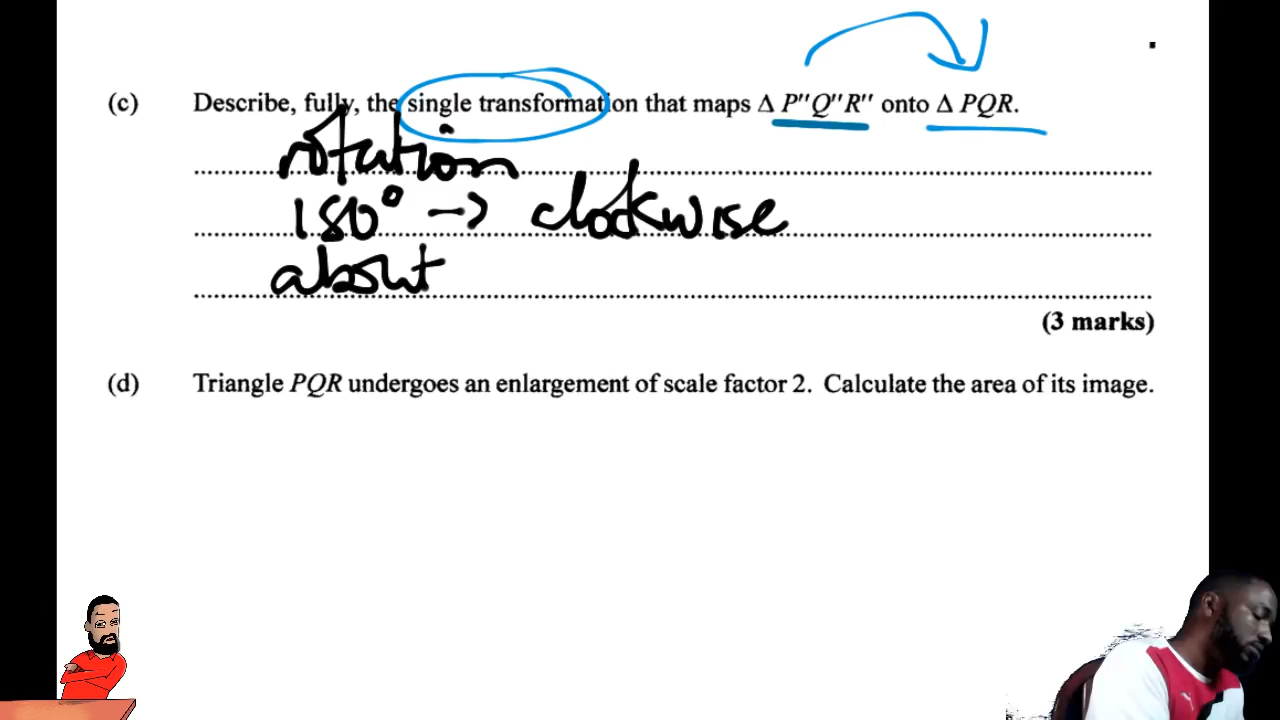 (c) Describe, fully, the single transformation that maps Δ P″Q″R″ onto Δ PQR.
rotation
180° -> clockwise
about
(3 marks)
(d) Triangle PQR undergoes an enlargement of scale factor 2. Calculate the area of its image.